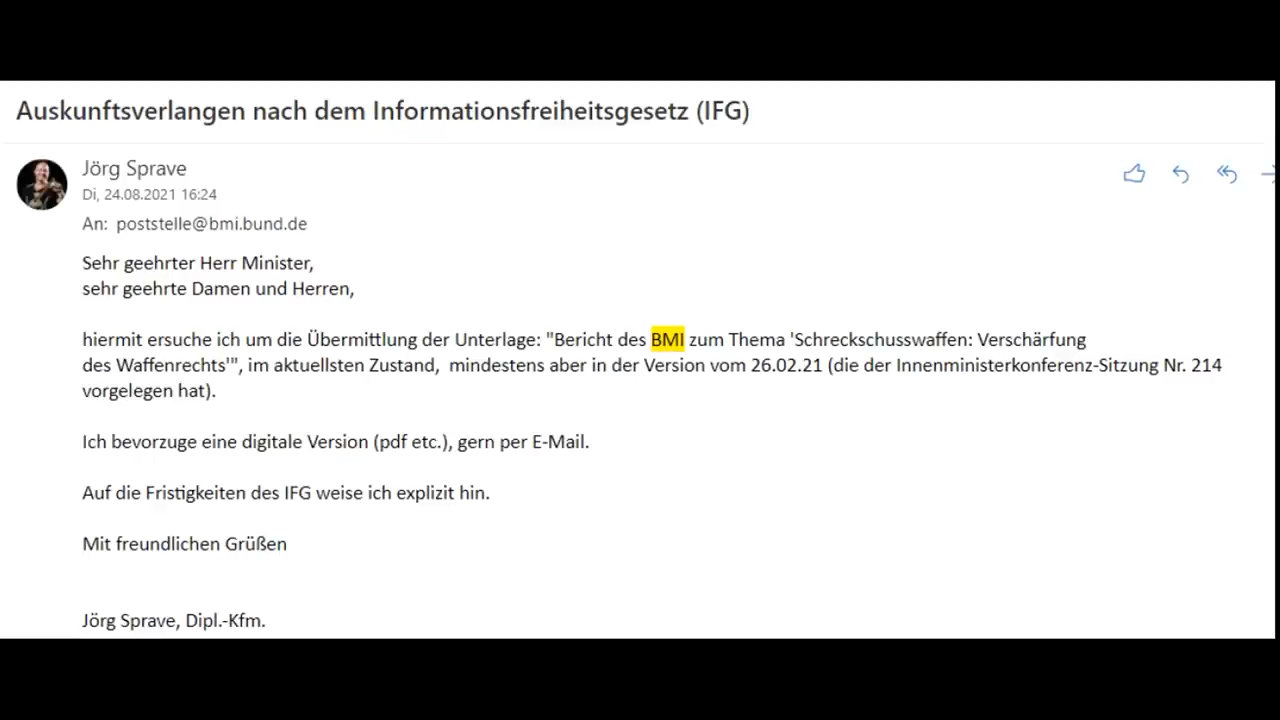 Auskunftsverlangen nach dem Informationsfreiheitsgesetz (IFG)
Jörg Sprave
Di, 24.08.2021 16:24
An: poststelle@bmi.bund.de
Sehr geehrter Herr Minister,
sehr geehrte Damen und Herren,
hiermit ersuche ich um die Übermittlung der Unterlage: "Bericht des BMI zum Thema 'Schreckschusswaffen: Verschärfung
des Waffenrechts'", im aktuellsten Zustand, mindestens aber in der Version vom 26.02.21 (die der Innenministerkonferenz-Sitzung Nr. 214
vorgelegen hat).
Ich bevorzuge eine digitale Version (pdf etc.), gern per E-Mail.
Auf die Fristigkeiten des IFG weise ich explizit hin.
Mit freundlichen Grüßen
Jörg Sprave, Dipl.-Kfm.